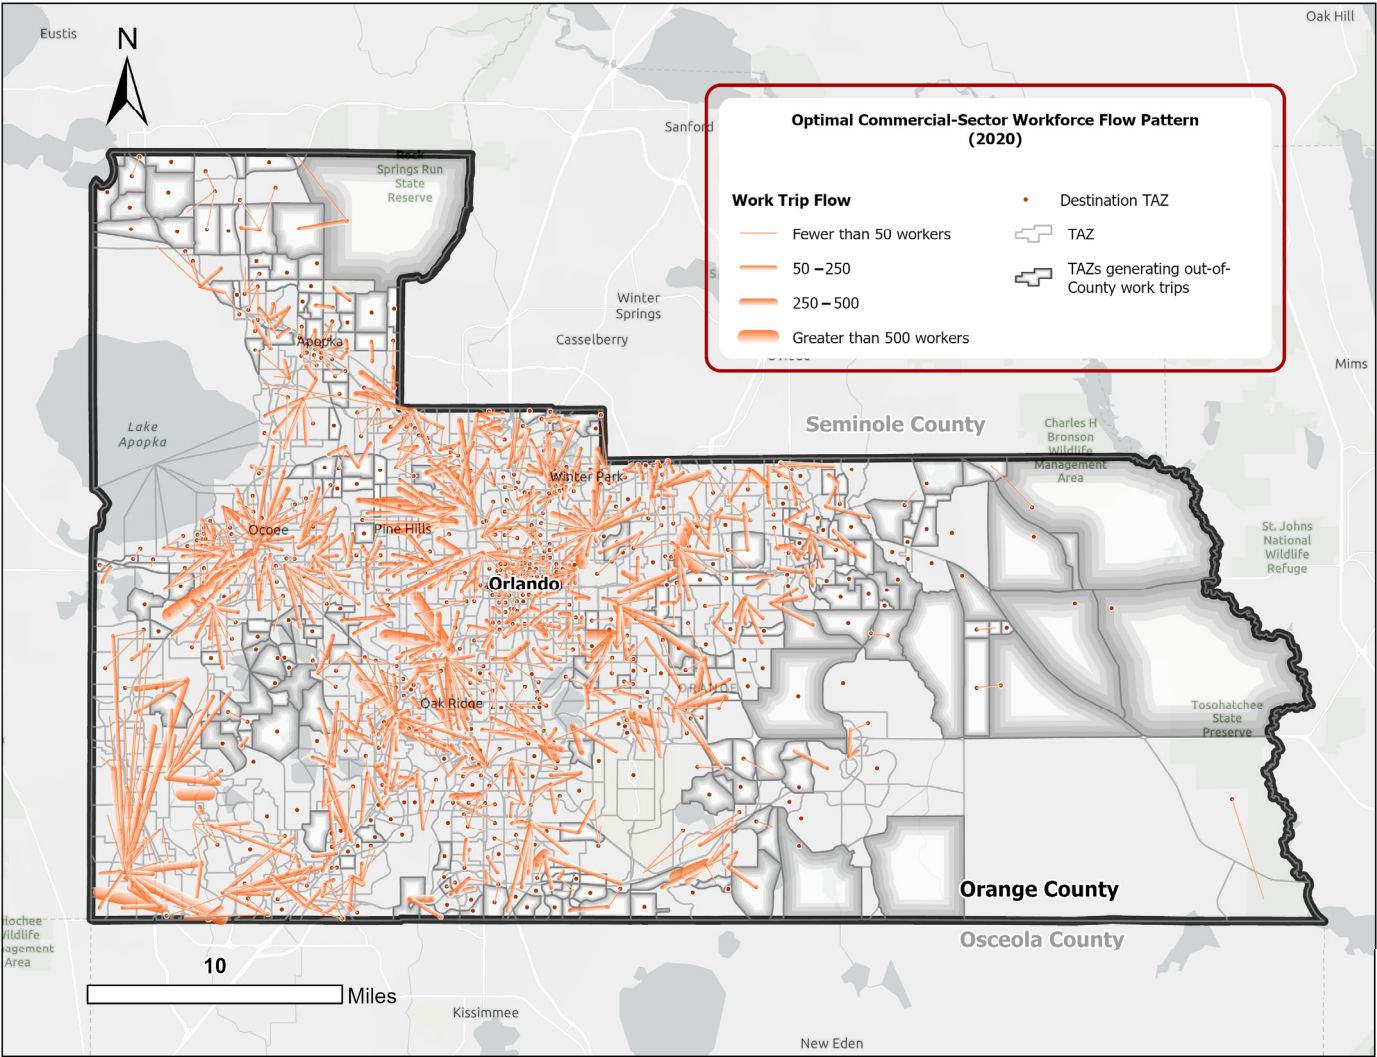 Eustis
Oak Hill
N
Sanford
Optimal Commercial-Sector Workforce Flow Pattern
(2020)
Rock
Springs Run
State
Reserve
Work Trip Flow
Destination TAZ
Fewer than 50 workers
TAZ
50 –250
TAZs generating out-of-
County work trips
250 – 500
Greater than 500 workers
Winter
Springs
Casselberry
Apopka
Mims
Lake
Apopka
Seminole County
Charles H
Bronson
Wildlife
Management
Area
Winter Park
Ocoee
Pine Hills
St. Johns
National
Wildlife
Refuge
Orlando
ORANGE
Oak Ridge
Tosohatchee
State
Preserve
Orange County
Osceola County
Wildlife
Area
10
Miles
Kissimmee
New Eden